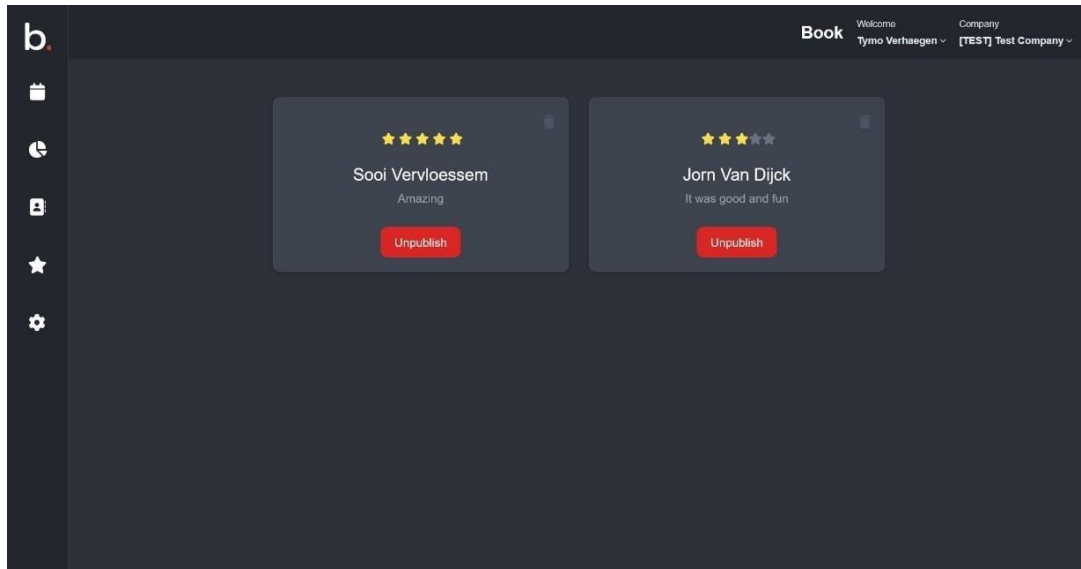 b.
Book
Welcome
Tymo Verhaegen
Company
[TEST] Test Company
Sooi Vervloessem
Amazing
Unpublish
Jorn Van Dijck
It was good and fun
Unpublish